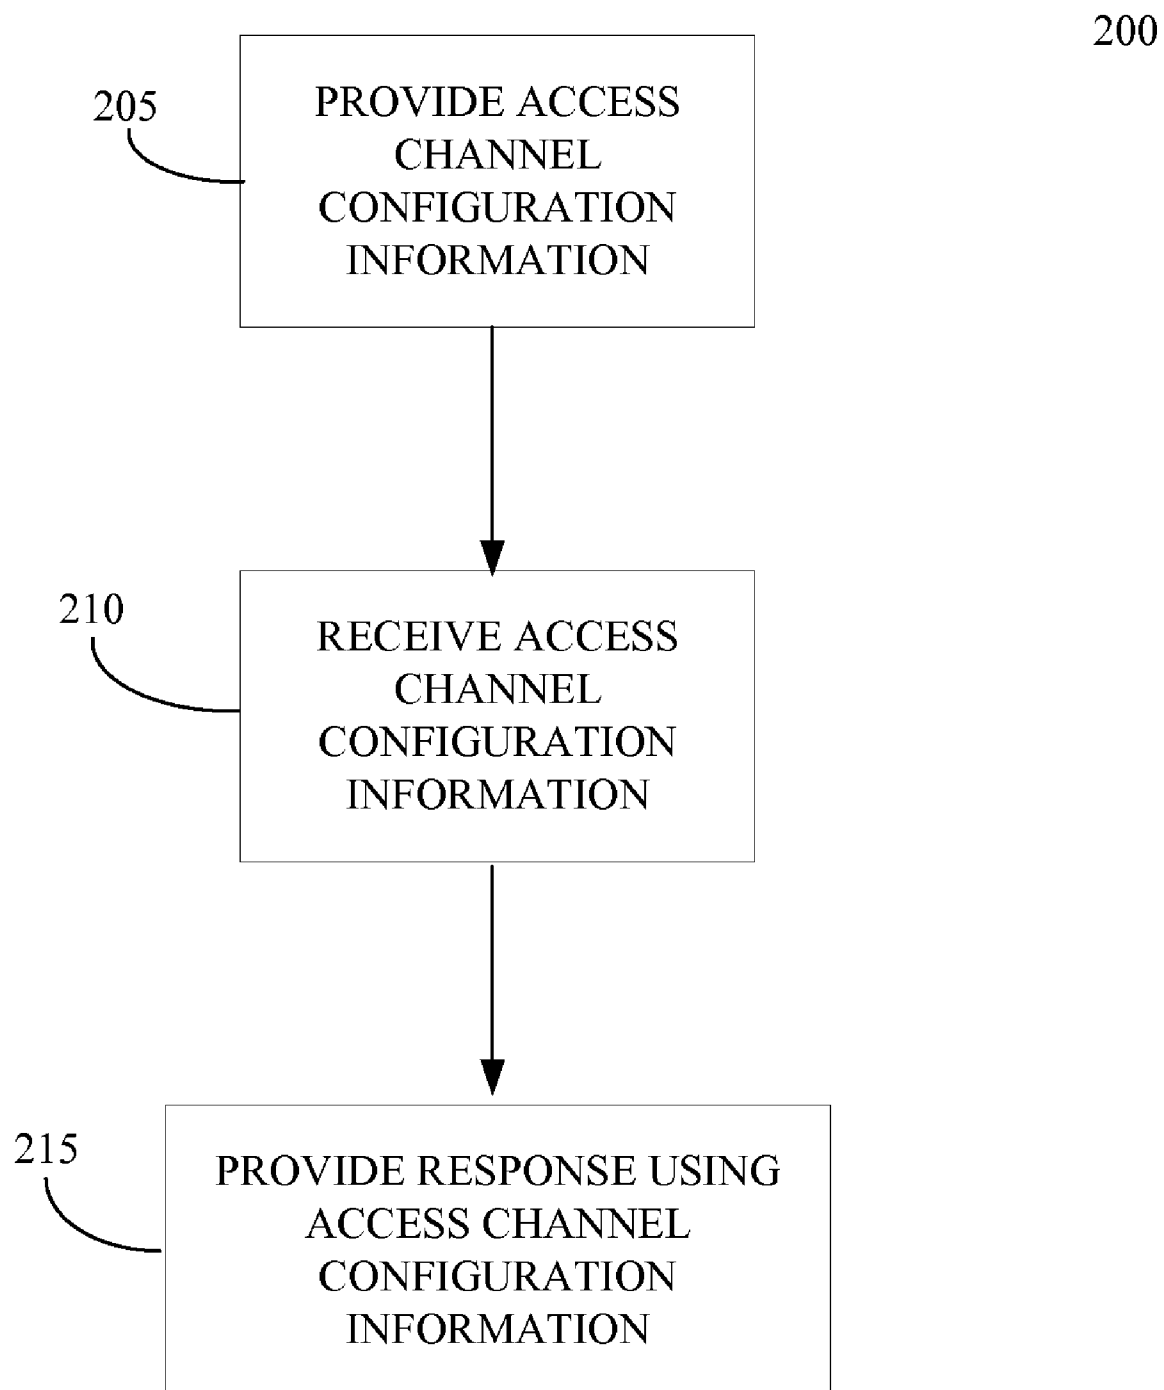 200
205
PROVIDE ACCESS
CHANNEL
CONFIGURATION
INFORMATION
210
RECEIVE ACCESS
CHANNEL
CONFIGURATION
INFORMATION
215
PROVIDE RESPONSE USING
ACCESS CHANNEL
CONFIGURATION
INFORMATION